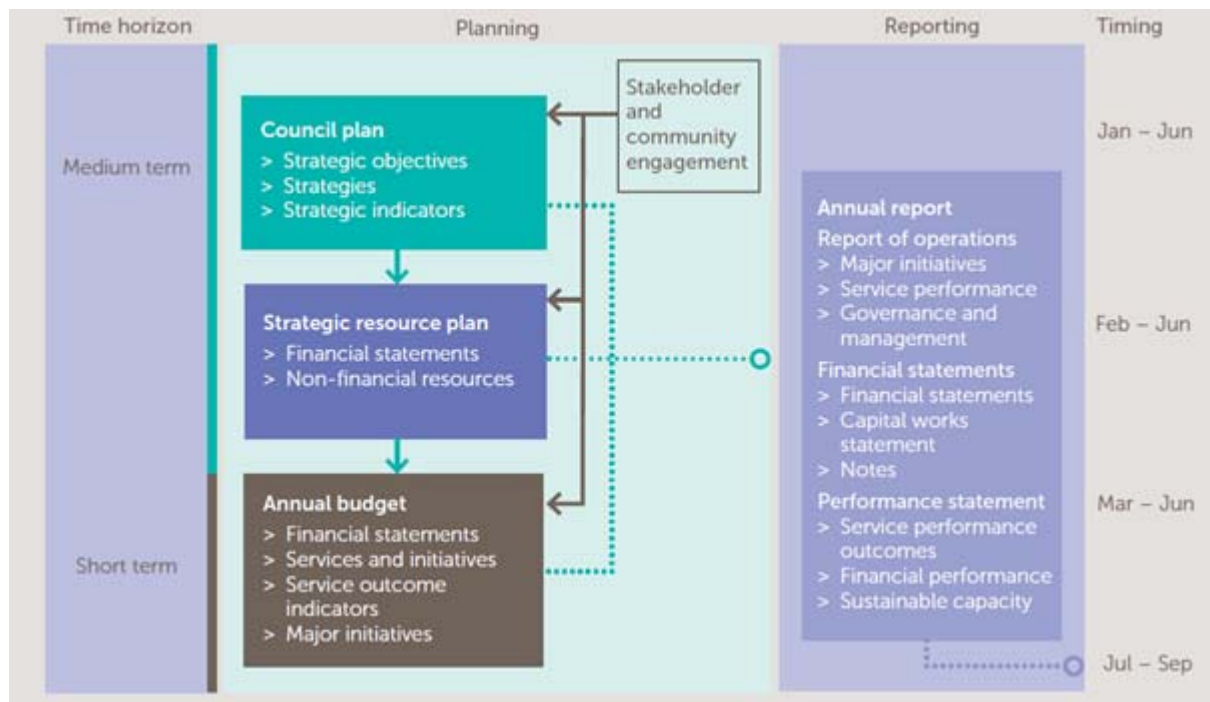 Time horizon
Planning
Reporting
Timing
Medium term
Short term
Council plan
> Strategic objectives
> Strategies
> Strategic indicators
Strategic resource plan
> Financial statements
> Non-financial resources
Annual budget
> Financial statements
> Services and initiatives
> Service outcome
indicators
> Major initiatives
Stakeholder
and
community
engagement
Annual report
Report of operations
> Major initiatives
> Service performance
> Governance and
management
Financial statements
> Financial statements
> Capital works
statement
> Notes
Performance statement
> Service performance
outcomes
> Financial performance
> Sustainable capacity
Jan – Jun
Feb – Jun
Mar – Jun
Jul – Sep